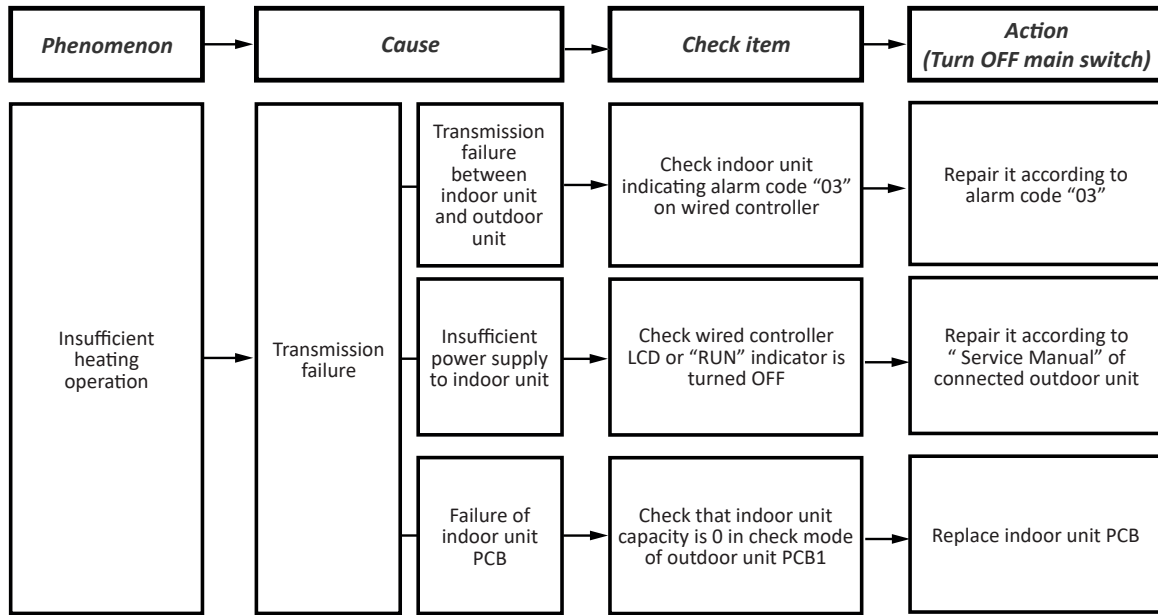 Phenomenon
Cause
Check item
Action
(Turn OFF main switch)
Insufficient
heating
operation
Transmission
failure
Transmission
failure
between
indoor unit
and outdoor
unit
Check indoor unit
indicating alarm code “03”
on wired controller
Repair it according to
alarm code “03”
Insufficient
power supply
to indoor unit
Check wired controller
LCD or “RUN” indicator is
turned OFF
Repair it according to
“ Service Manual” of
connected outdoor unit
Failure of
indoor unit
PCB
Check that indoor unit
capacity is 0 in check mode
of outdoor unit PCB1
Replace indoor unit PCB